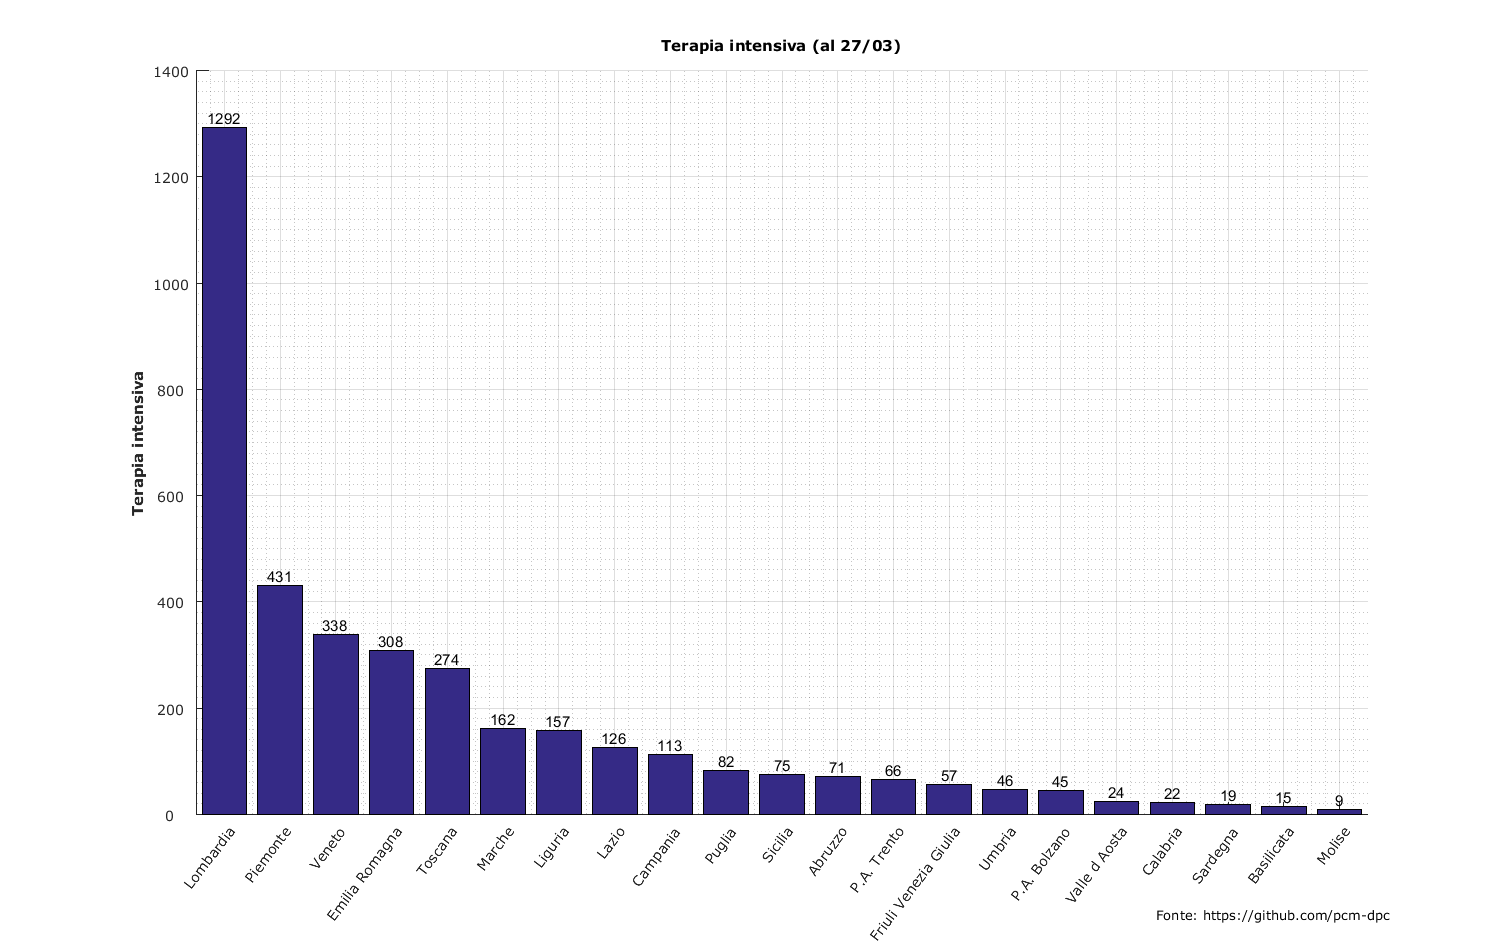 Terapia intensiva (al 27/03)
Terapia intensiva
1400
1200
1000
800
600
400
200
0
1292
431
338
308
274
162
157
126
113
82
75
71
66
57
46
45
24
22
19
15
9
Lombardia
Piemonte
Veneto
Emilia Romagna
Toscana
Marche
Liguria
Lazio
Campania
Puglia
Sicilia
Abruzzo
P.A. Trento
Friuli Venezia Giulia
Umbria
P.A. Bolzano
Valle d Aosta
Calabria
Sardegna
Basilicata
Molise
Fonte: https://github.com/pcm-dpc